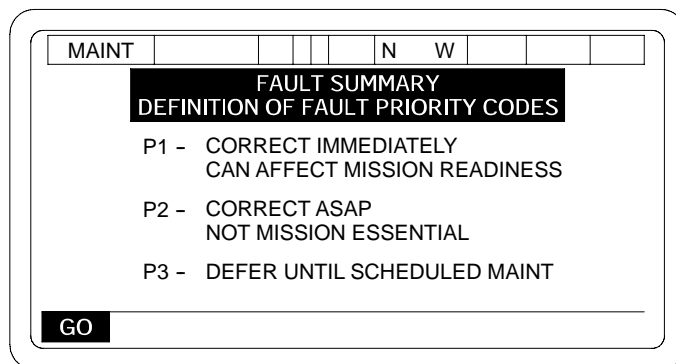 MAINT N W
FAULT SUMMARY
DEFINITION OF FAULT PRIORITY CODES
P1 - CORRECT IMMEDIATELY
CAN AFFECT MISSION READINESS
P2 - CORRECT ASAP
NOT MISSION ESSENTIAL
P3 - DEFER UNTIL SCHEDULED MAINT
GO